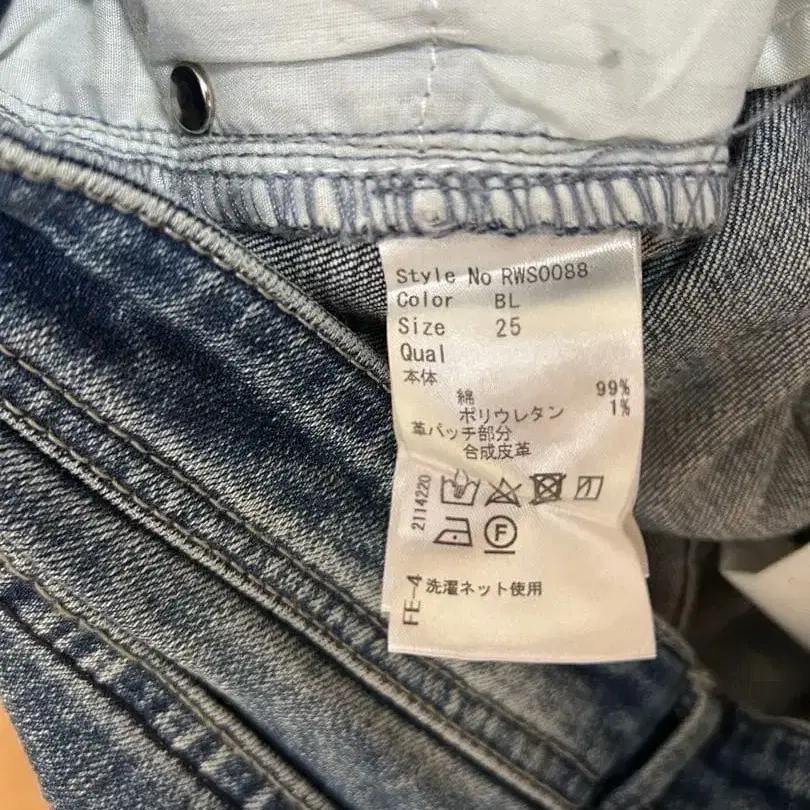 Style No RWS0088
Color BL
Size 25
Qual
本体
綿 99%
ポリウレタン 1%
革パッチ部分
合成皮革
2114220
F
FE-4
洗濯ネット使用